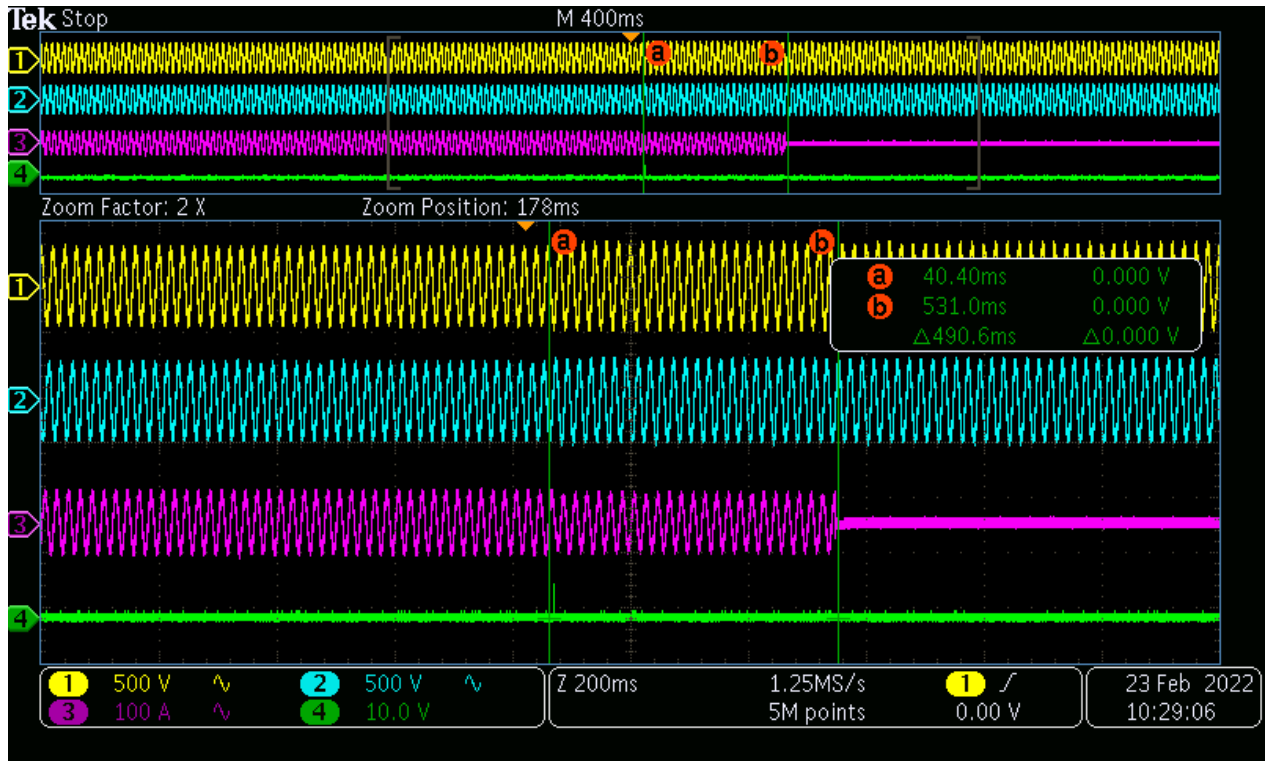 Tek Stop M 400ms
1 a b
2
3
4
Zoom Factor: 2 X Zoom Position: 178ms
a b
1
a 40.40ms 0.000 V
b 531.0ms 0.000 V
△490.6ms △0.000 V
2
3
4
1 500 V 2 500 V Z 200ms 1.25MS/s 1 23 Feb 2022
3 100 A 4 10.0 V 5M points 0.00 V 10:29:06